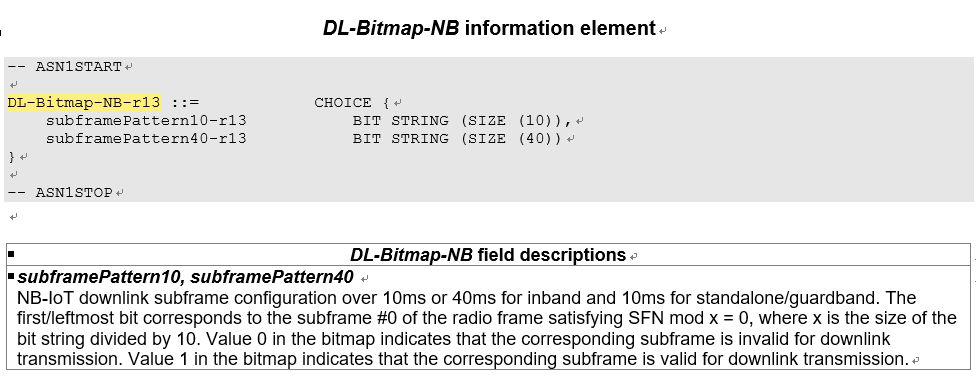 DL-Bitmap-NB information element
-- ASN1START
DL-Bitmap-NB-r13 ::= CHOICE {
subframePattern10-r13 BIT STRING (SIZE (10)),
subframePattern40-r13 BIT STRING (SIZE (40))
}
-- ASN1STOP
DL-Bitmap-NB field descriptions
subframePattern10, subframePattern40
NB-IoT downlink subframe configuration over 10ms or 40ms for inband and 10ms for standalone/guardband. The
first/leftmost bit corresponds to the subframe #0 of the radio frame satisfying SFN mod x = 0, where x is the size of the
bit string divided by 10. Value 0 in the bitmap indicates that the corresponding subframe is invalid for downlink
transmission. Value 1 in the bitmap indicates that the corresponding subframe is valid for downlink transmission.